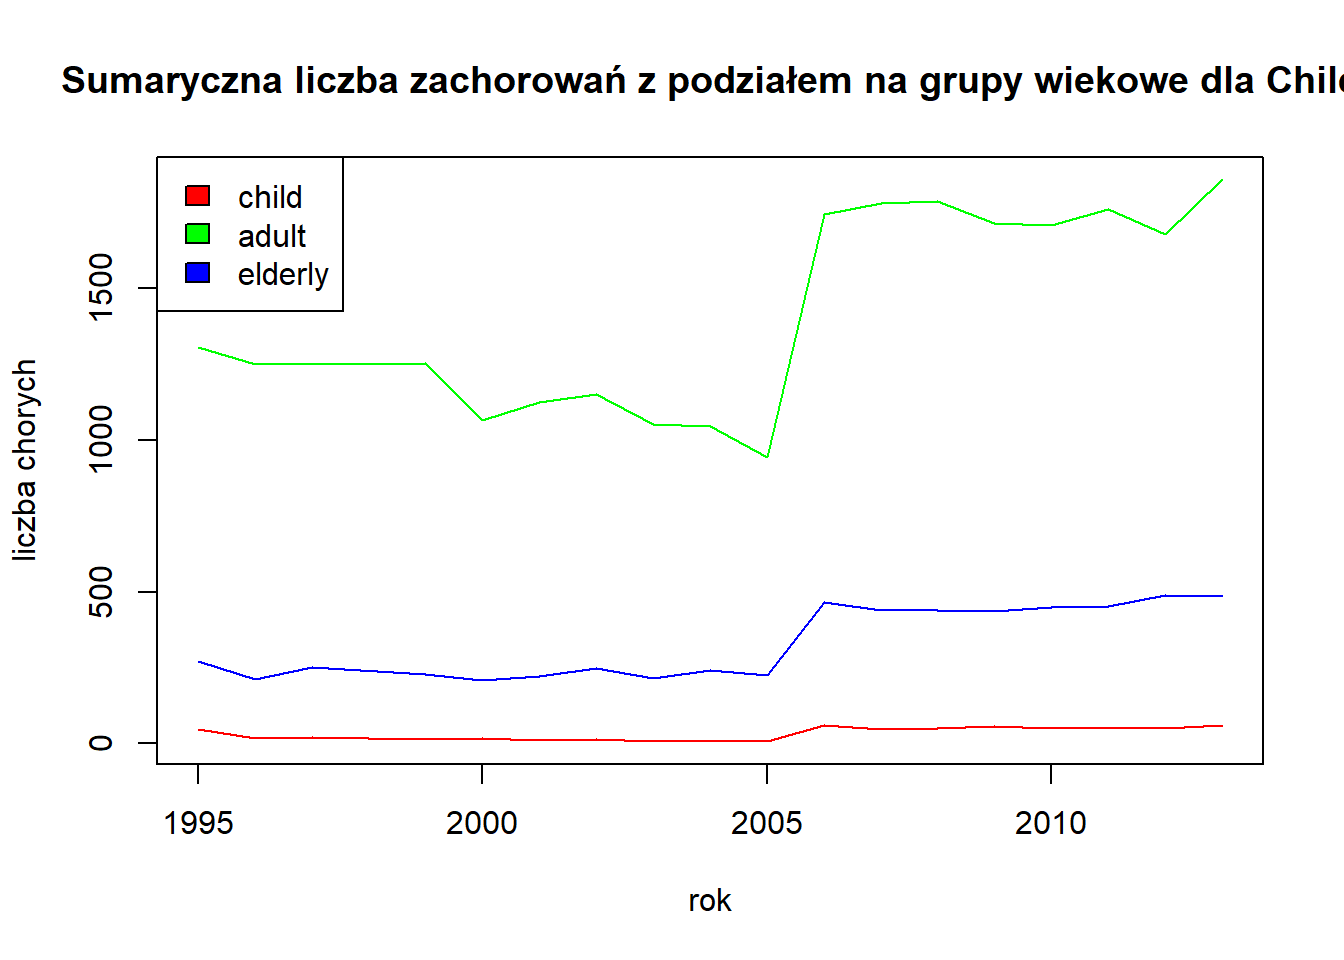 Sumaryczna liczba zachorowań z podziałem na grupy wiekowe dla Chil
child
adult
elderly
1500
1000
500
0
liczba chorych
1995 2000 2005 2010
rok